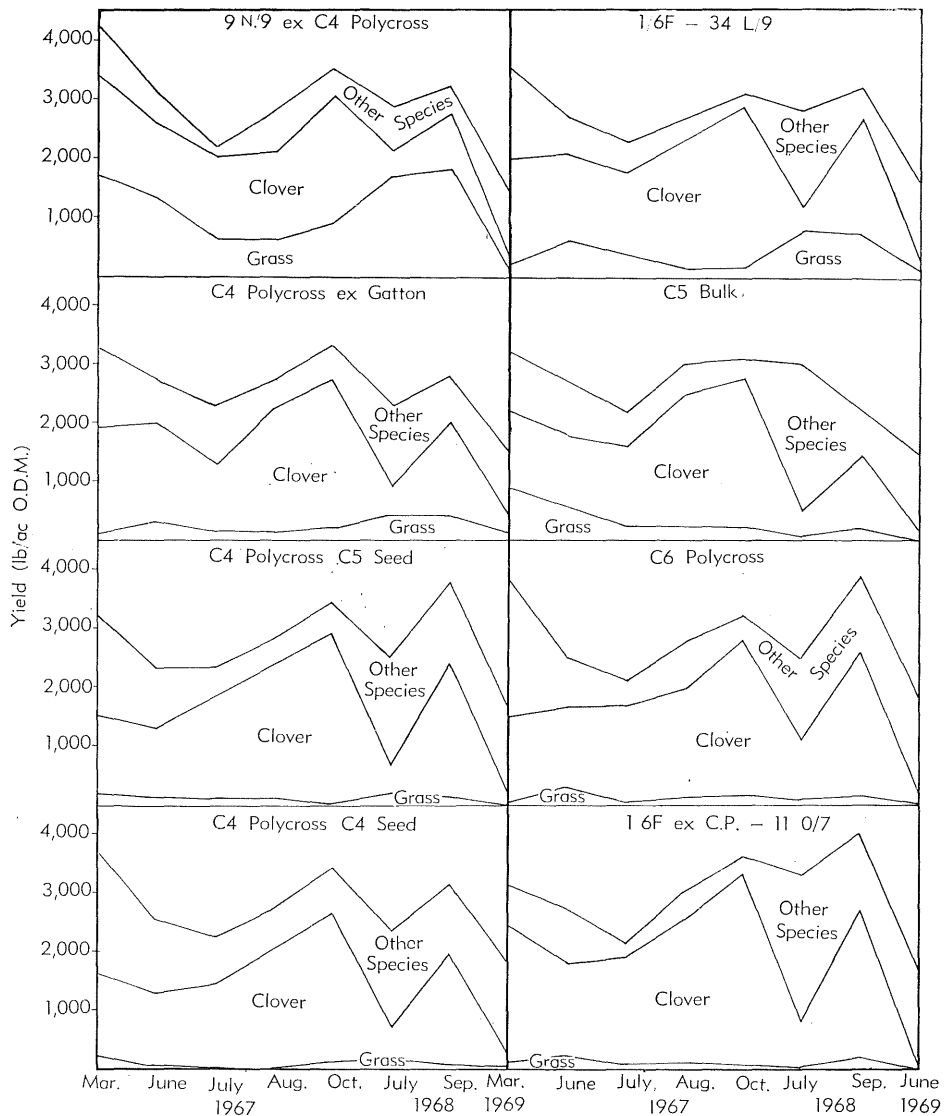 9 N/9 ex C4 Polycross
1/6F – 34 L/9
4,000
3,000
2,000
1,000
Other Species
Clover
Grass
Other
Species
Clover
Grass
C4 Polycross ex Gatton
C5 Bulk
4,000
3,000
2,000
1,000
Other
Species
Clover
Grass
Other
Species
Clover
Grass
Yield (lb/ac O.D.M.)
C4 Polycross C5 Seed
C6 Polycross
4,000
3,000
2,000
1,000
Other
Species
Clover
Grass
Other Species
Clover
Grass
C4 Polycross C4 Seed
1 6F ex C.P. – 11 0/7
4,000
3,000
2,000
1,000
Other
Species
Clover
Grass
Other
Species
Clover
Grass
Mar. June July Aug. Oct. July Sep. Mar. June July, Aug. Oct. July Sep. June
1967 1968 1969 1967 1968 1969